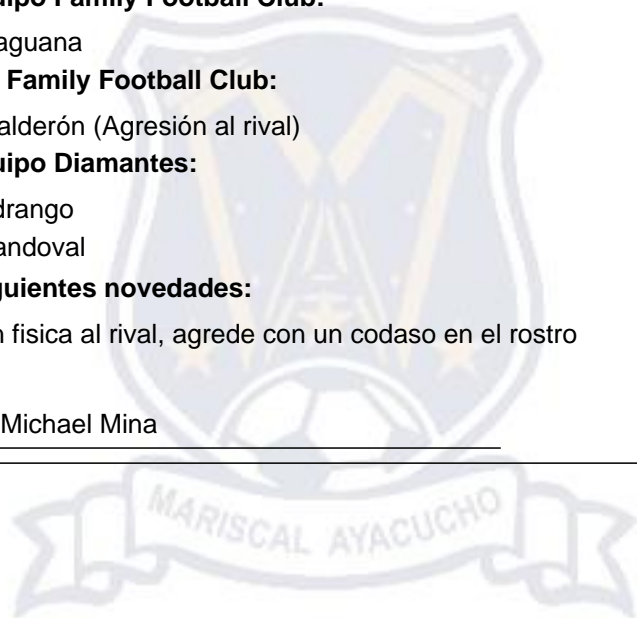 uipo Family Football Club:
aguana
Family Football Club:
alderón (Agresión al rival)
uipo Diamantes:
drango
andoval
guientes novedades:
n fisica al rival, agrede con un codaso en el rostro
Michael Mina
MARISCAL AYACUCHO